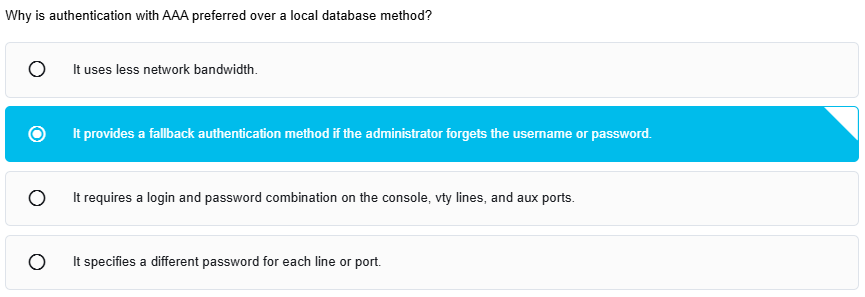 Why is authentication with AAA preferred over a local database method?
It uses less network bandwidth.
It provides a fallback authentication method if the administrator forgets the username or password.
It requires a login and password combination on the console, vty lines, and aux ports.
It specifies a different password for each line or port.